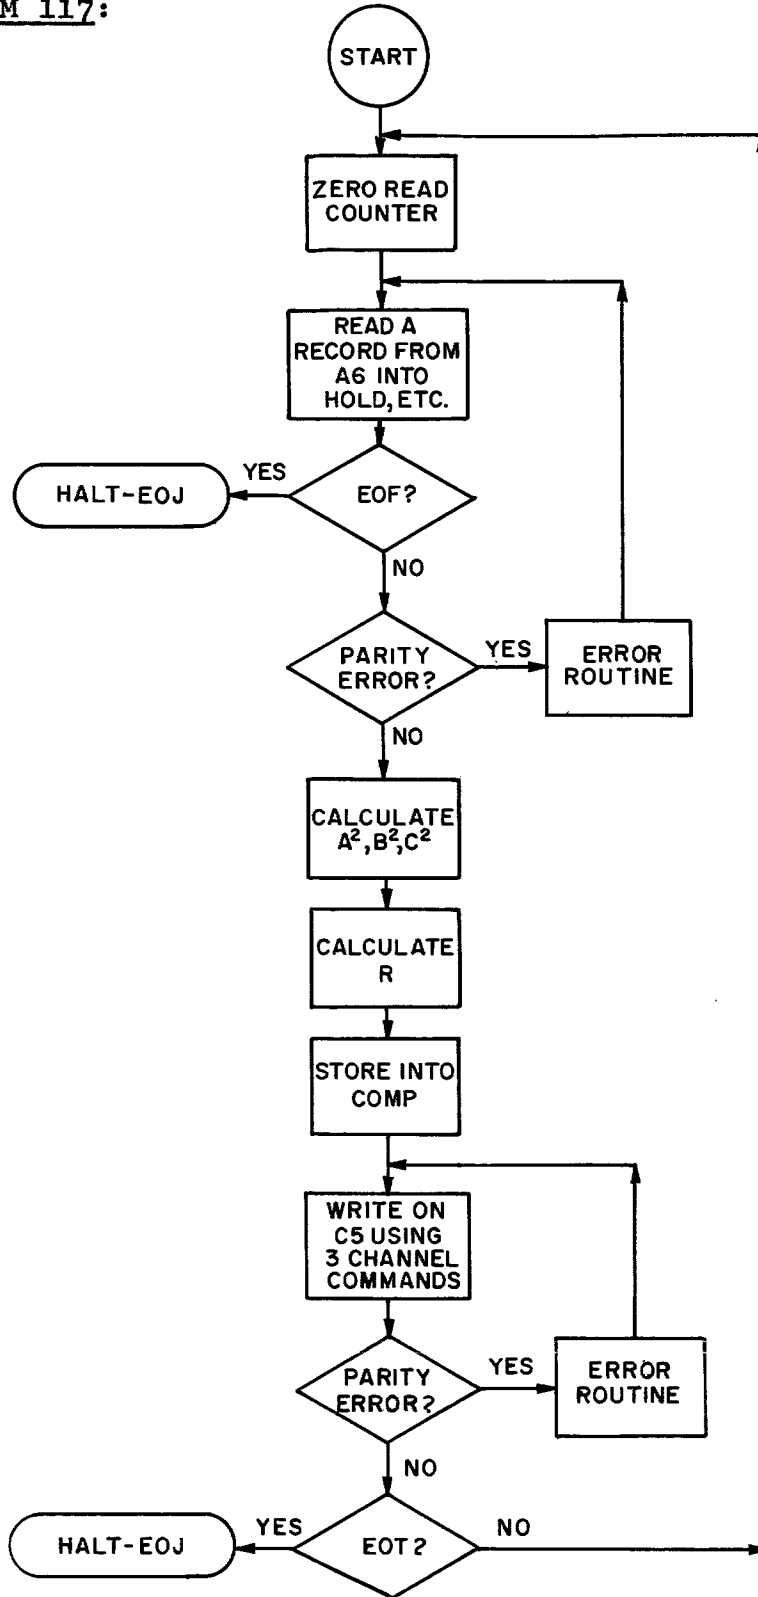 M 117:
START
ZERO READ
COUNTER
READ A
RECORD FROM
A6 INTO
HOLD, ETC.
YES
HALT-EOJ
EOF?
NO
PARITY
ERROR?
YES
ERROR
ROUTINE
NO
CALCULATE
A², B², C²
CALCULATE
R
STORE INTO
COMP
WRITE ON
C5 USING
3 CHANNEL
COMMANDS
PARITY
ERROR?
YES
ERROR
ROUTINE
NO
HALT-EOJ
YES
EOT?
NO